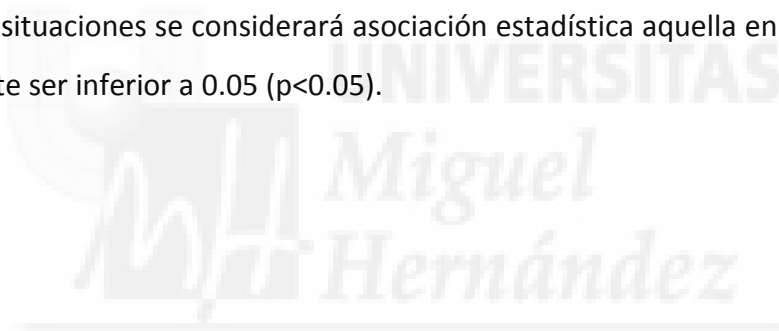 situaciones se considerará asociación estadística aquella en
te ser inferior a 0.05 (p<0.05).
UNIVERSITAS
Miguel
Hernández